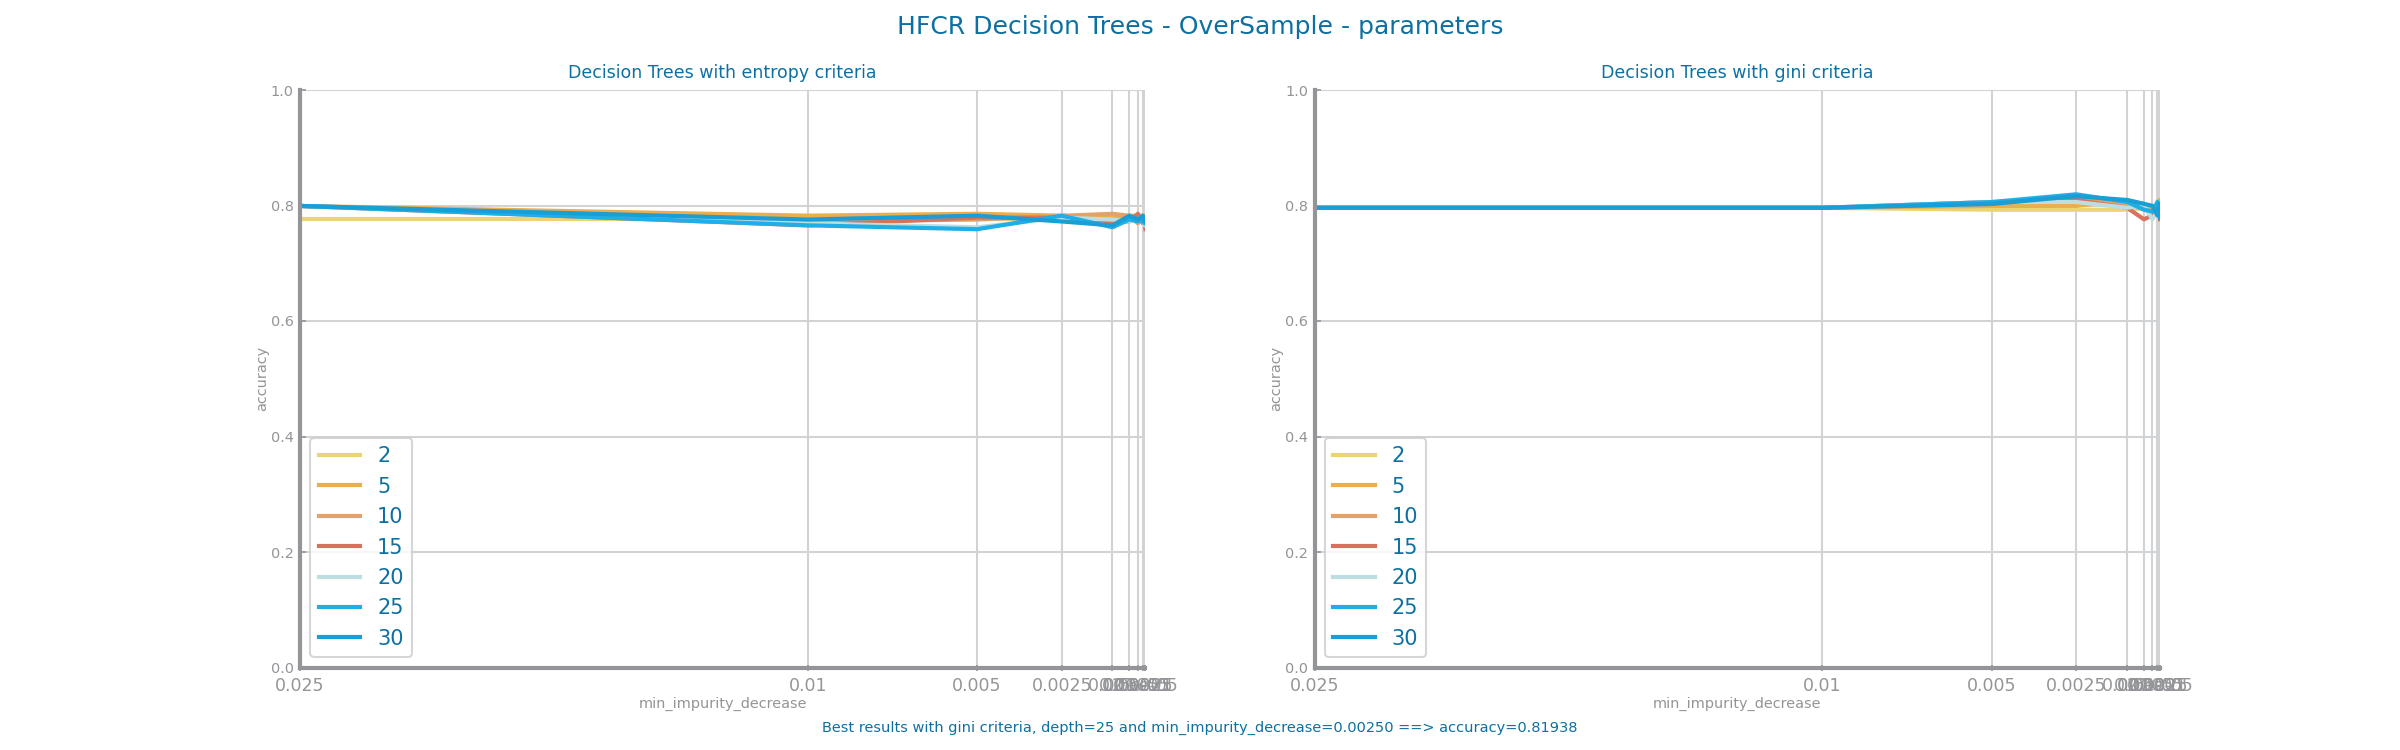 HFCR Decision Trees - OverSample - parameters
Decision Trees with entropy criteria
1.0
0.8
0.6
0.4
0.2
0.0
accuracy
2
5
10
15
20
25
30
0.025 0.01 0.005 0.0025
min_impurity_decrease
Decision Trees with gini criteria
1.0
0.8
0.6
0.4
0.2
0.0
accuracy
2
5
10
15
20
25
30
0.025 0.01 0.005 0.0025
min_impurity_decrease
Best results with gini criteria, depth=25 and min_impurity_decrease=0.00250 ==> accuracy=0.81938